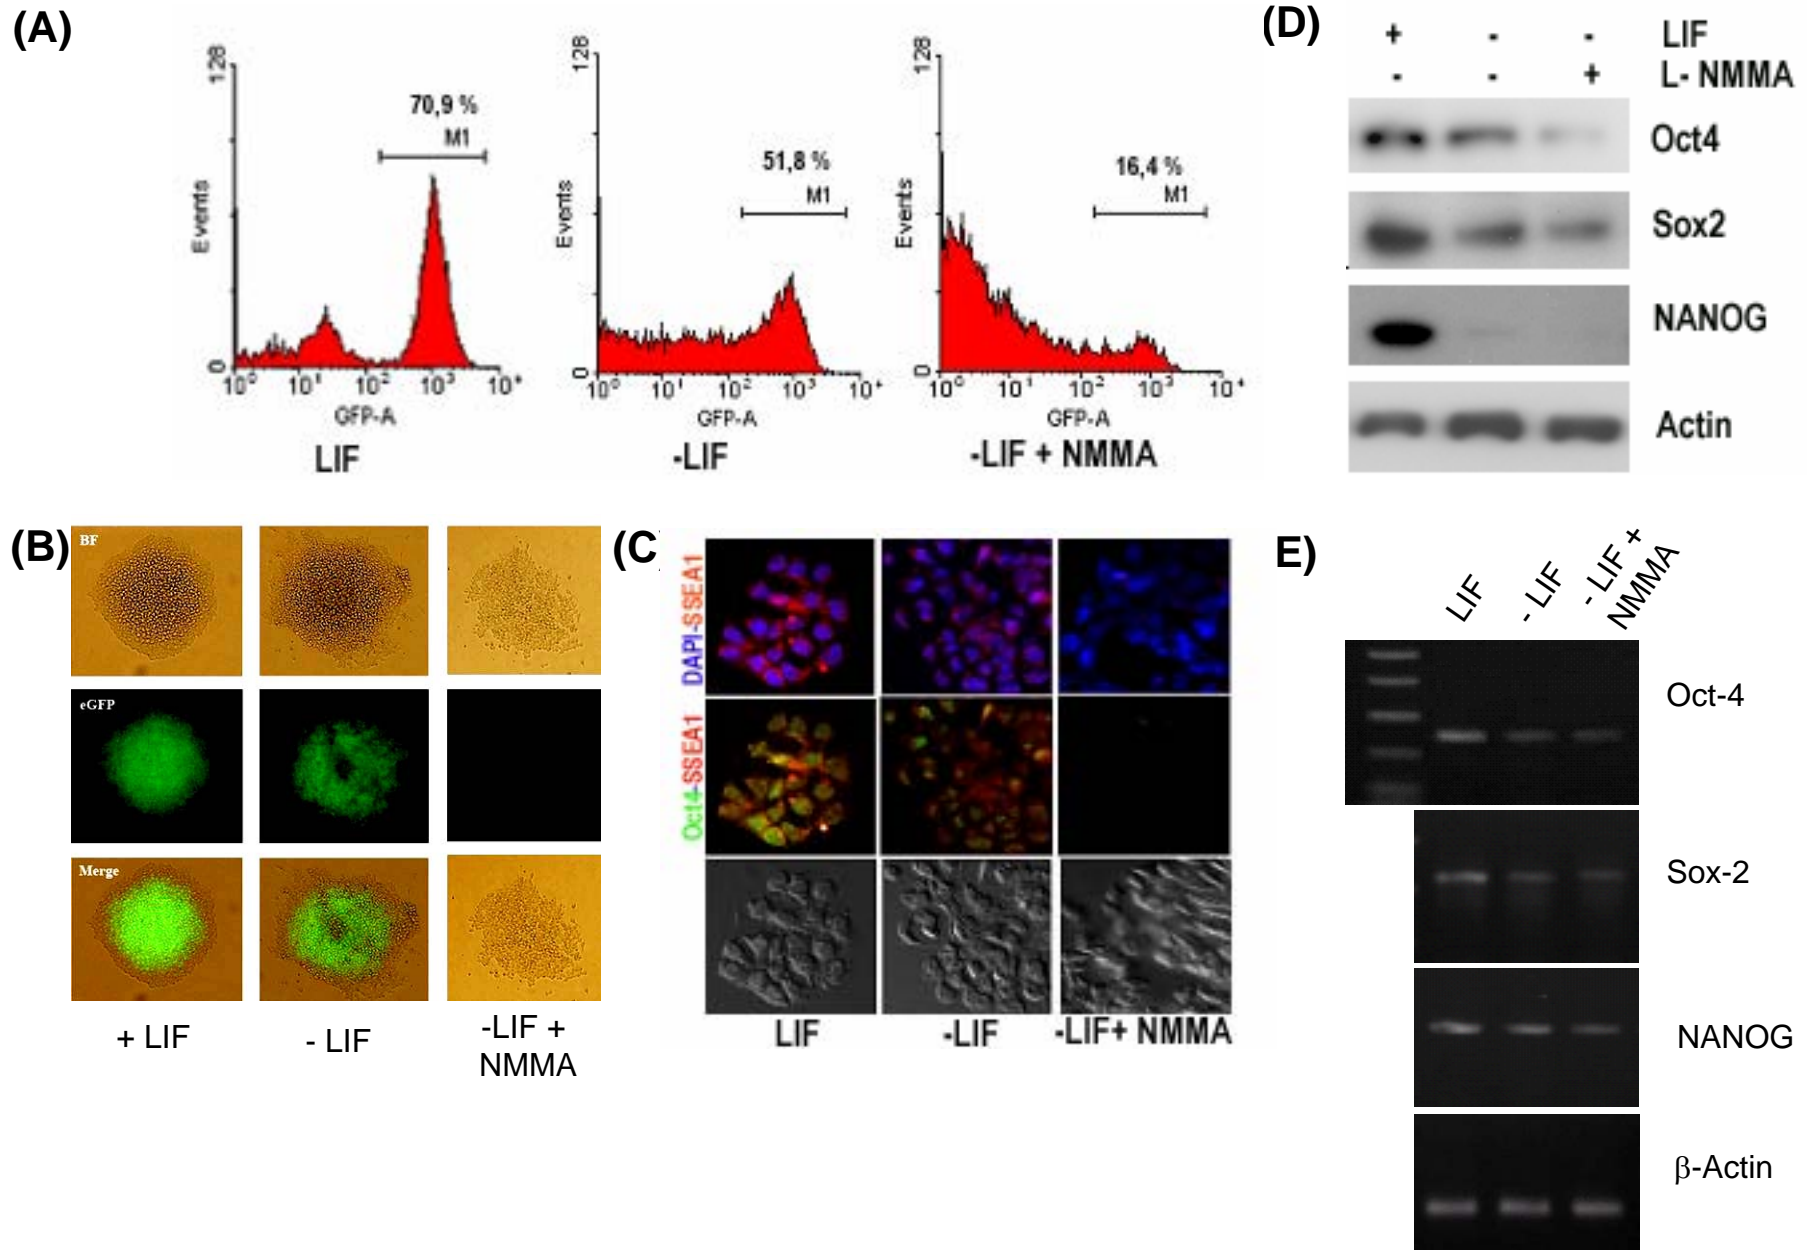 (A)
128
70,9 %
M1
Events
0
10⁰ 10¹ 10² 10³ 10⁴
GFP-A
LIF
128
51,8 %
M1
Events
0
10⁰ 10¹ 10² 10³ 10⁴
GFP-A
-LIF
128
16,4 %
M1
Events
0
10⁰ 10¹ 10² 10³ 10⁴
GFP-A
-LIF + NMMA
(D)
+ - - LIF
- - + L- NMMA
Oct4
Sox2
NANOG
Actin
(B)
BF
eGFP
Merge
+ LIF
- LIF
-LIF +
NMMA
(C)
DAPI-SSEA1
Oct4-SSEA1
LIF
-LIF
-LIF+ NMMA
E)
LIF
- LIF
- LIF +
NMMA
Oct-4
Sox-2
NANOG
β-Actin